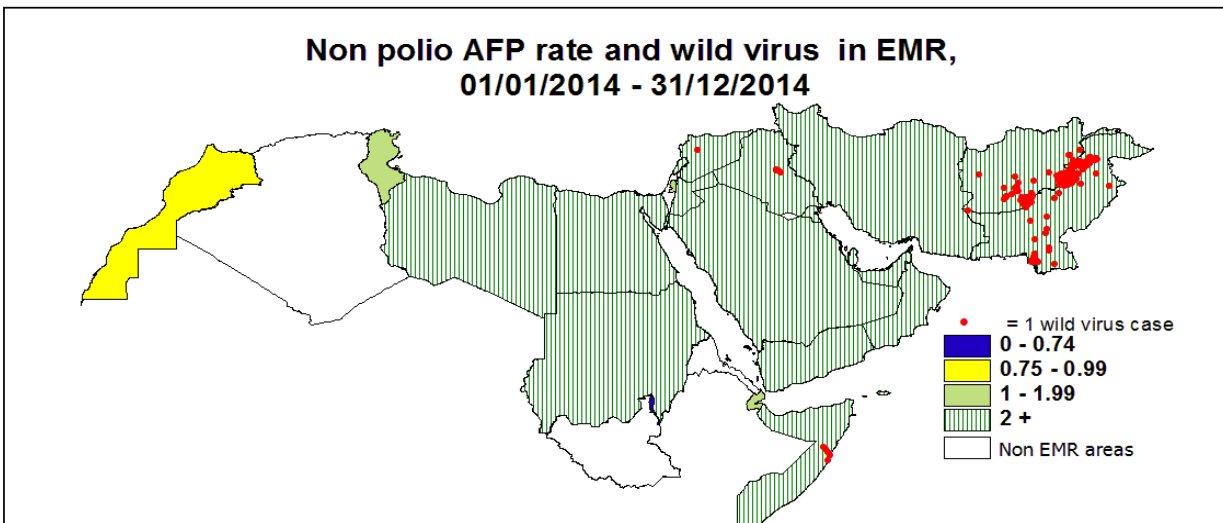 Non polio AFP rate and wild virus in EMR,
01/01/2014 - 31/12/2014
= 1 wild virus case
0 - 0.74
0.75 - 0.99
1 - 1.99
2 +
Non EMR areas